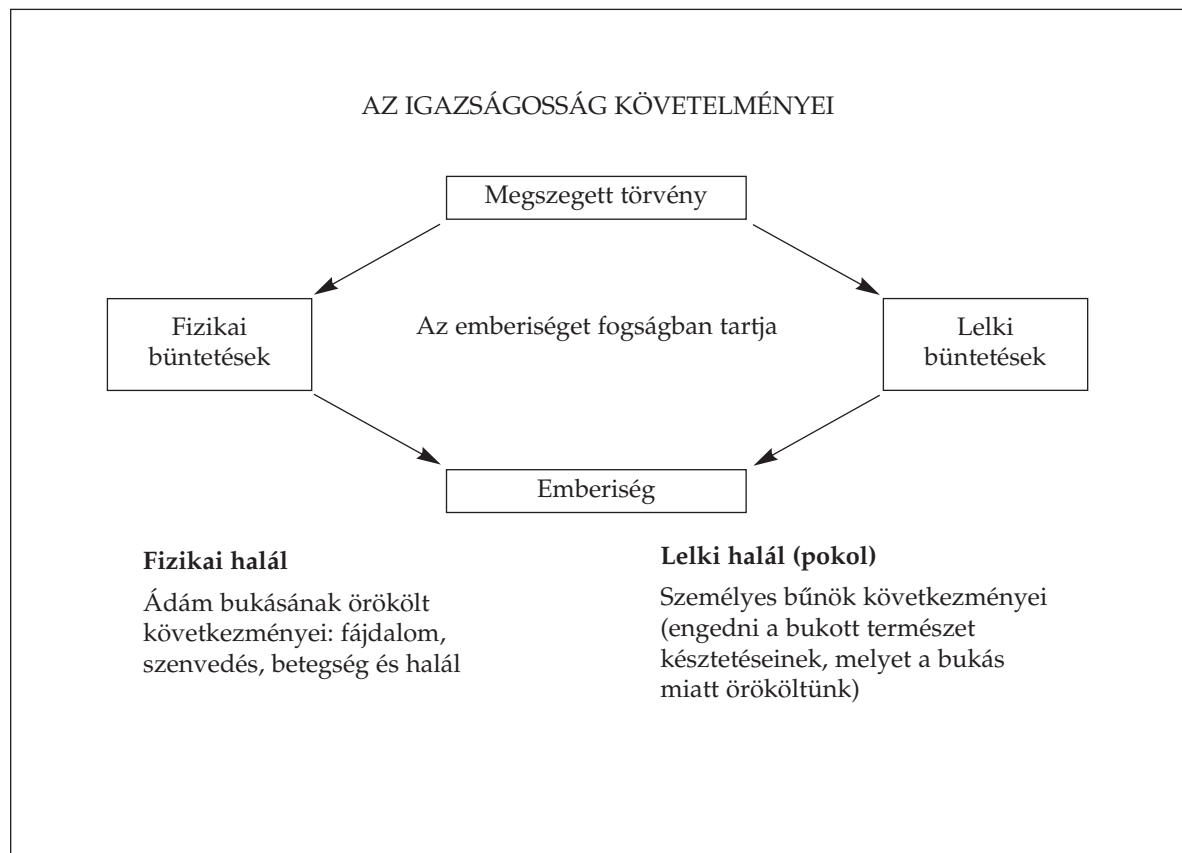 AZ IGAZSÁGOSSÁG KÖVETELMÉNYEI
Megszegett törvény
Fizikai
büntetések
Az emberiséget fogságban tartja
Lelki
büntetések
Emberiség
Fizikai halál
Ádám bukásának örökölt
következményei: fájdalom,
szenvedés, betegség és halál
Lelki halál (pokol)
Személyes bűnök következményei
(engedni a bukott természet
késztetéseinek, melyet a bukás
miatt örököltünk)